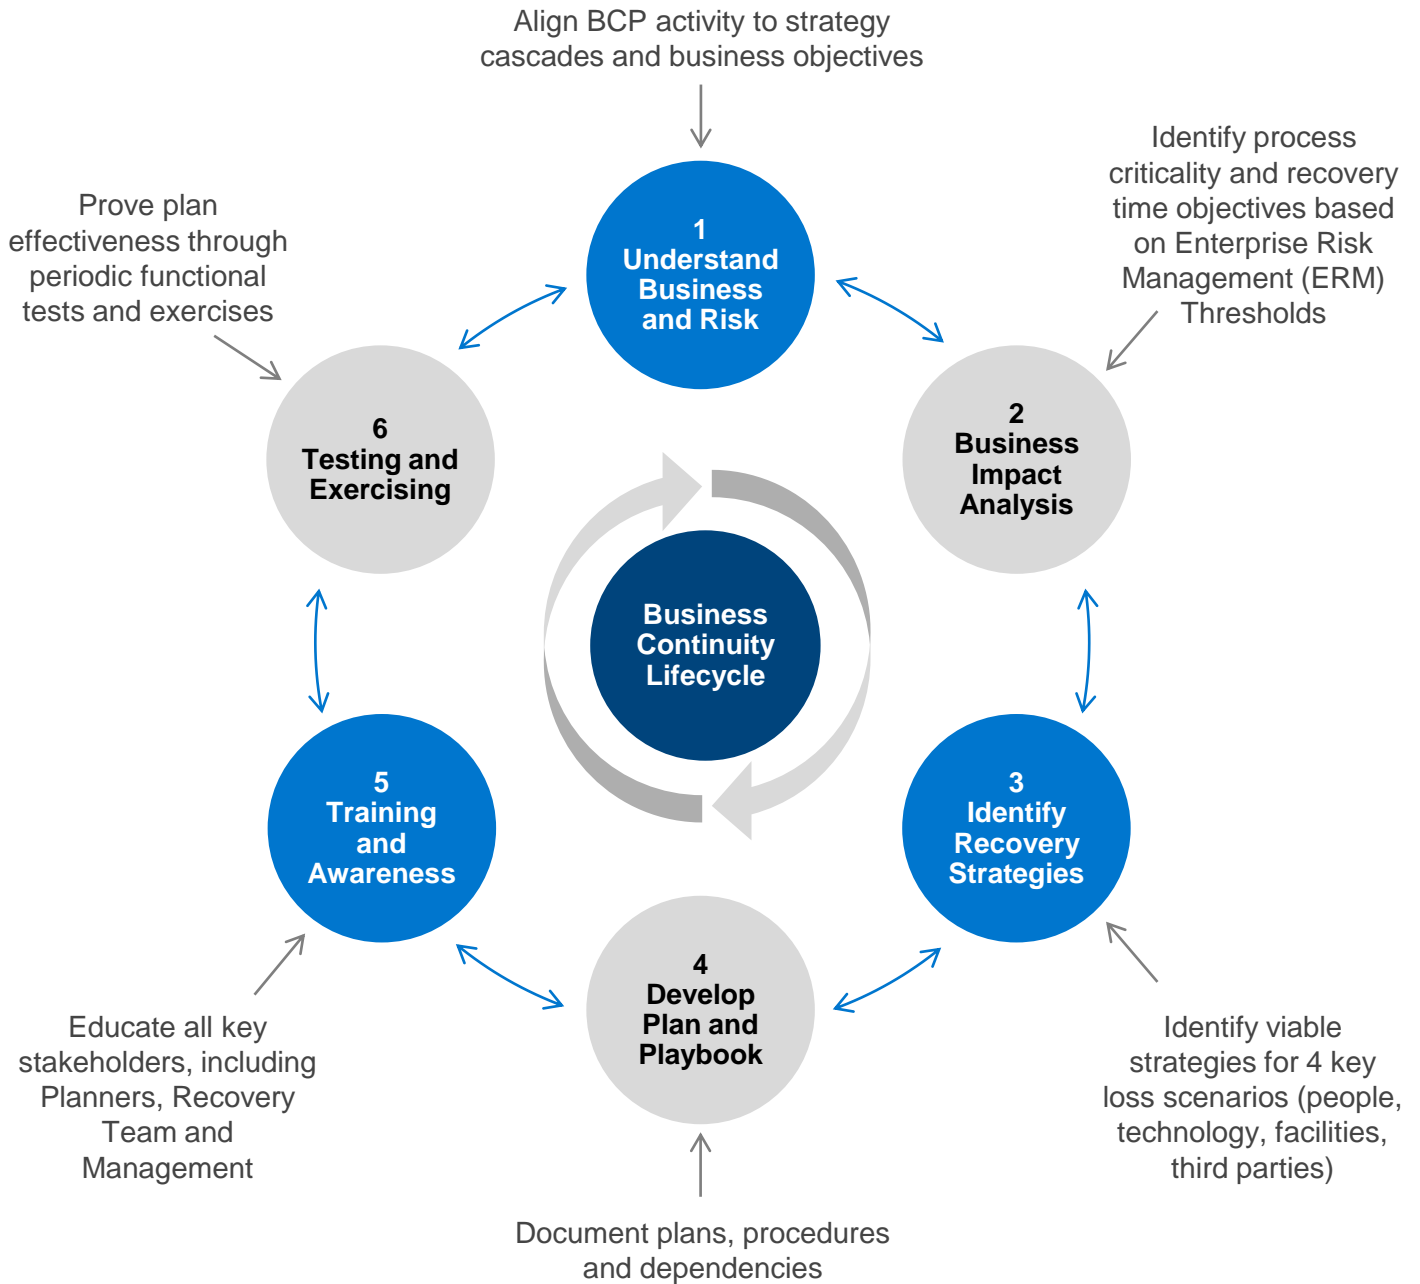 Align BCP activity to strategy
cascades and business objectives
1
Understand
Business
and Risk
Identify process
criticality and recovery
time objectives based
on Enterprise Risk
Management (ERM)
Thresholds
2
Business
Impact
Analysis
3
Identify
Recovery
Strategies
Identify viable
strategies for 4 key
loss scenarios (people,
technology, facilities,
third parties)
4
Develop
Plan and
Playbook
Document plans, procedures
and dependencies
5
Training
and
Awareness
Educate all key
stakeholders, including
Planners, Recovery
Team and
Management
6
Testing and
Exercising
Prove plan
effectiveness through
periodic functional
tests and exercises
Business
Continuity
Lifecycle